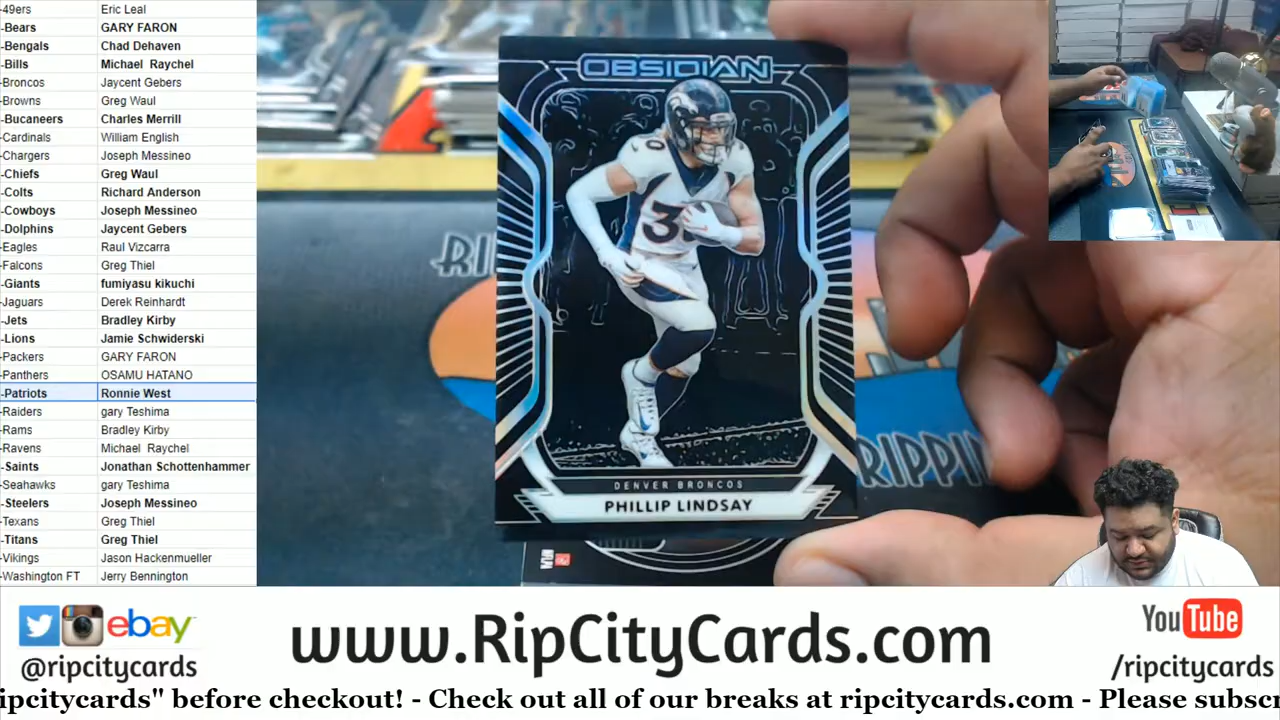 -49ers Eric Leal
-Bears GARY FARON
-Bengals Chad Dehaven
-Bills Michael Raychel
-Broncos Jaycent Gebers
-Browns Greg Waul
-Bucaneers Charles Merrill
-Cardinals William English
-Chargers Joseph Messineo
-Chiefs Greg Waul
-Colts Richard Anderson
-Cowboys Joseph Messineo
-Dolphins Jaycent Gebers
-Eagles Raul Vizcarra
-Falcons Greg Thiel
-Giants fumiyasu kikuchi
-Jaguars Derek Reinhardt
-Jets Bradley Kirby
-Lions Jamie Schwiderski
-Packers GARY FARON
-Panthers OSAMU HATANO
-Patriots Ronnie West
-Raiders gary Teshima
-Rams Bradley Kirby
-Ravens Michael Raychel
-Saints Jonathan Schottenhammer
-Seahawks gary Teshima
-Steelers Joseph Messineo
-Texans Greg Thiel
-Titans Greg Thiel
-Vikings Jason Hackenmueller
-Washington FT Jerry Bennington
OBSIDIAN
30
DENVER BRONCOS
PHILLIP LINDSAY
RI
RIPPIN
ebay
@ripcitycards
www.RipCityCards.com
YouTube
/ripcitycards
ipcitycards" before checkout! - Check out all of our breaks at ripcitycards.com - Please subscr